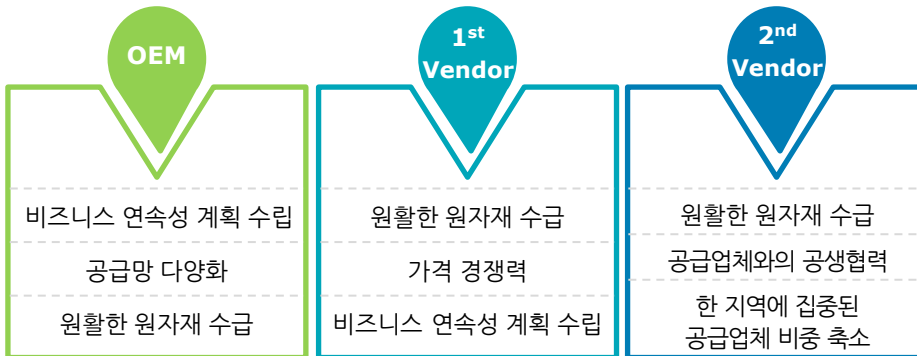 OEM
1st
Vendor
2nd
Vendor
비즈니스 연속성 계획 수립
공급망 다양화
원활한 원자재 수급
원활한 원자재 수급
가격 경쟁력
비즈니스 연속성 계획 수립
원활한 원자재 수급
공급업체와의 공생협력
한 지역에 집중된
공급업체 비중 축소